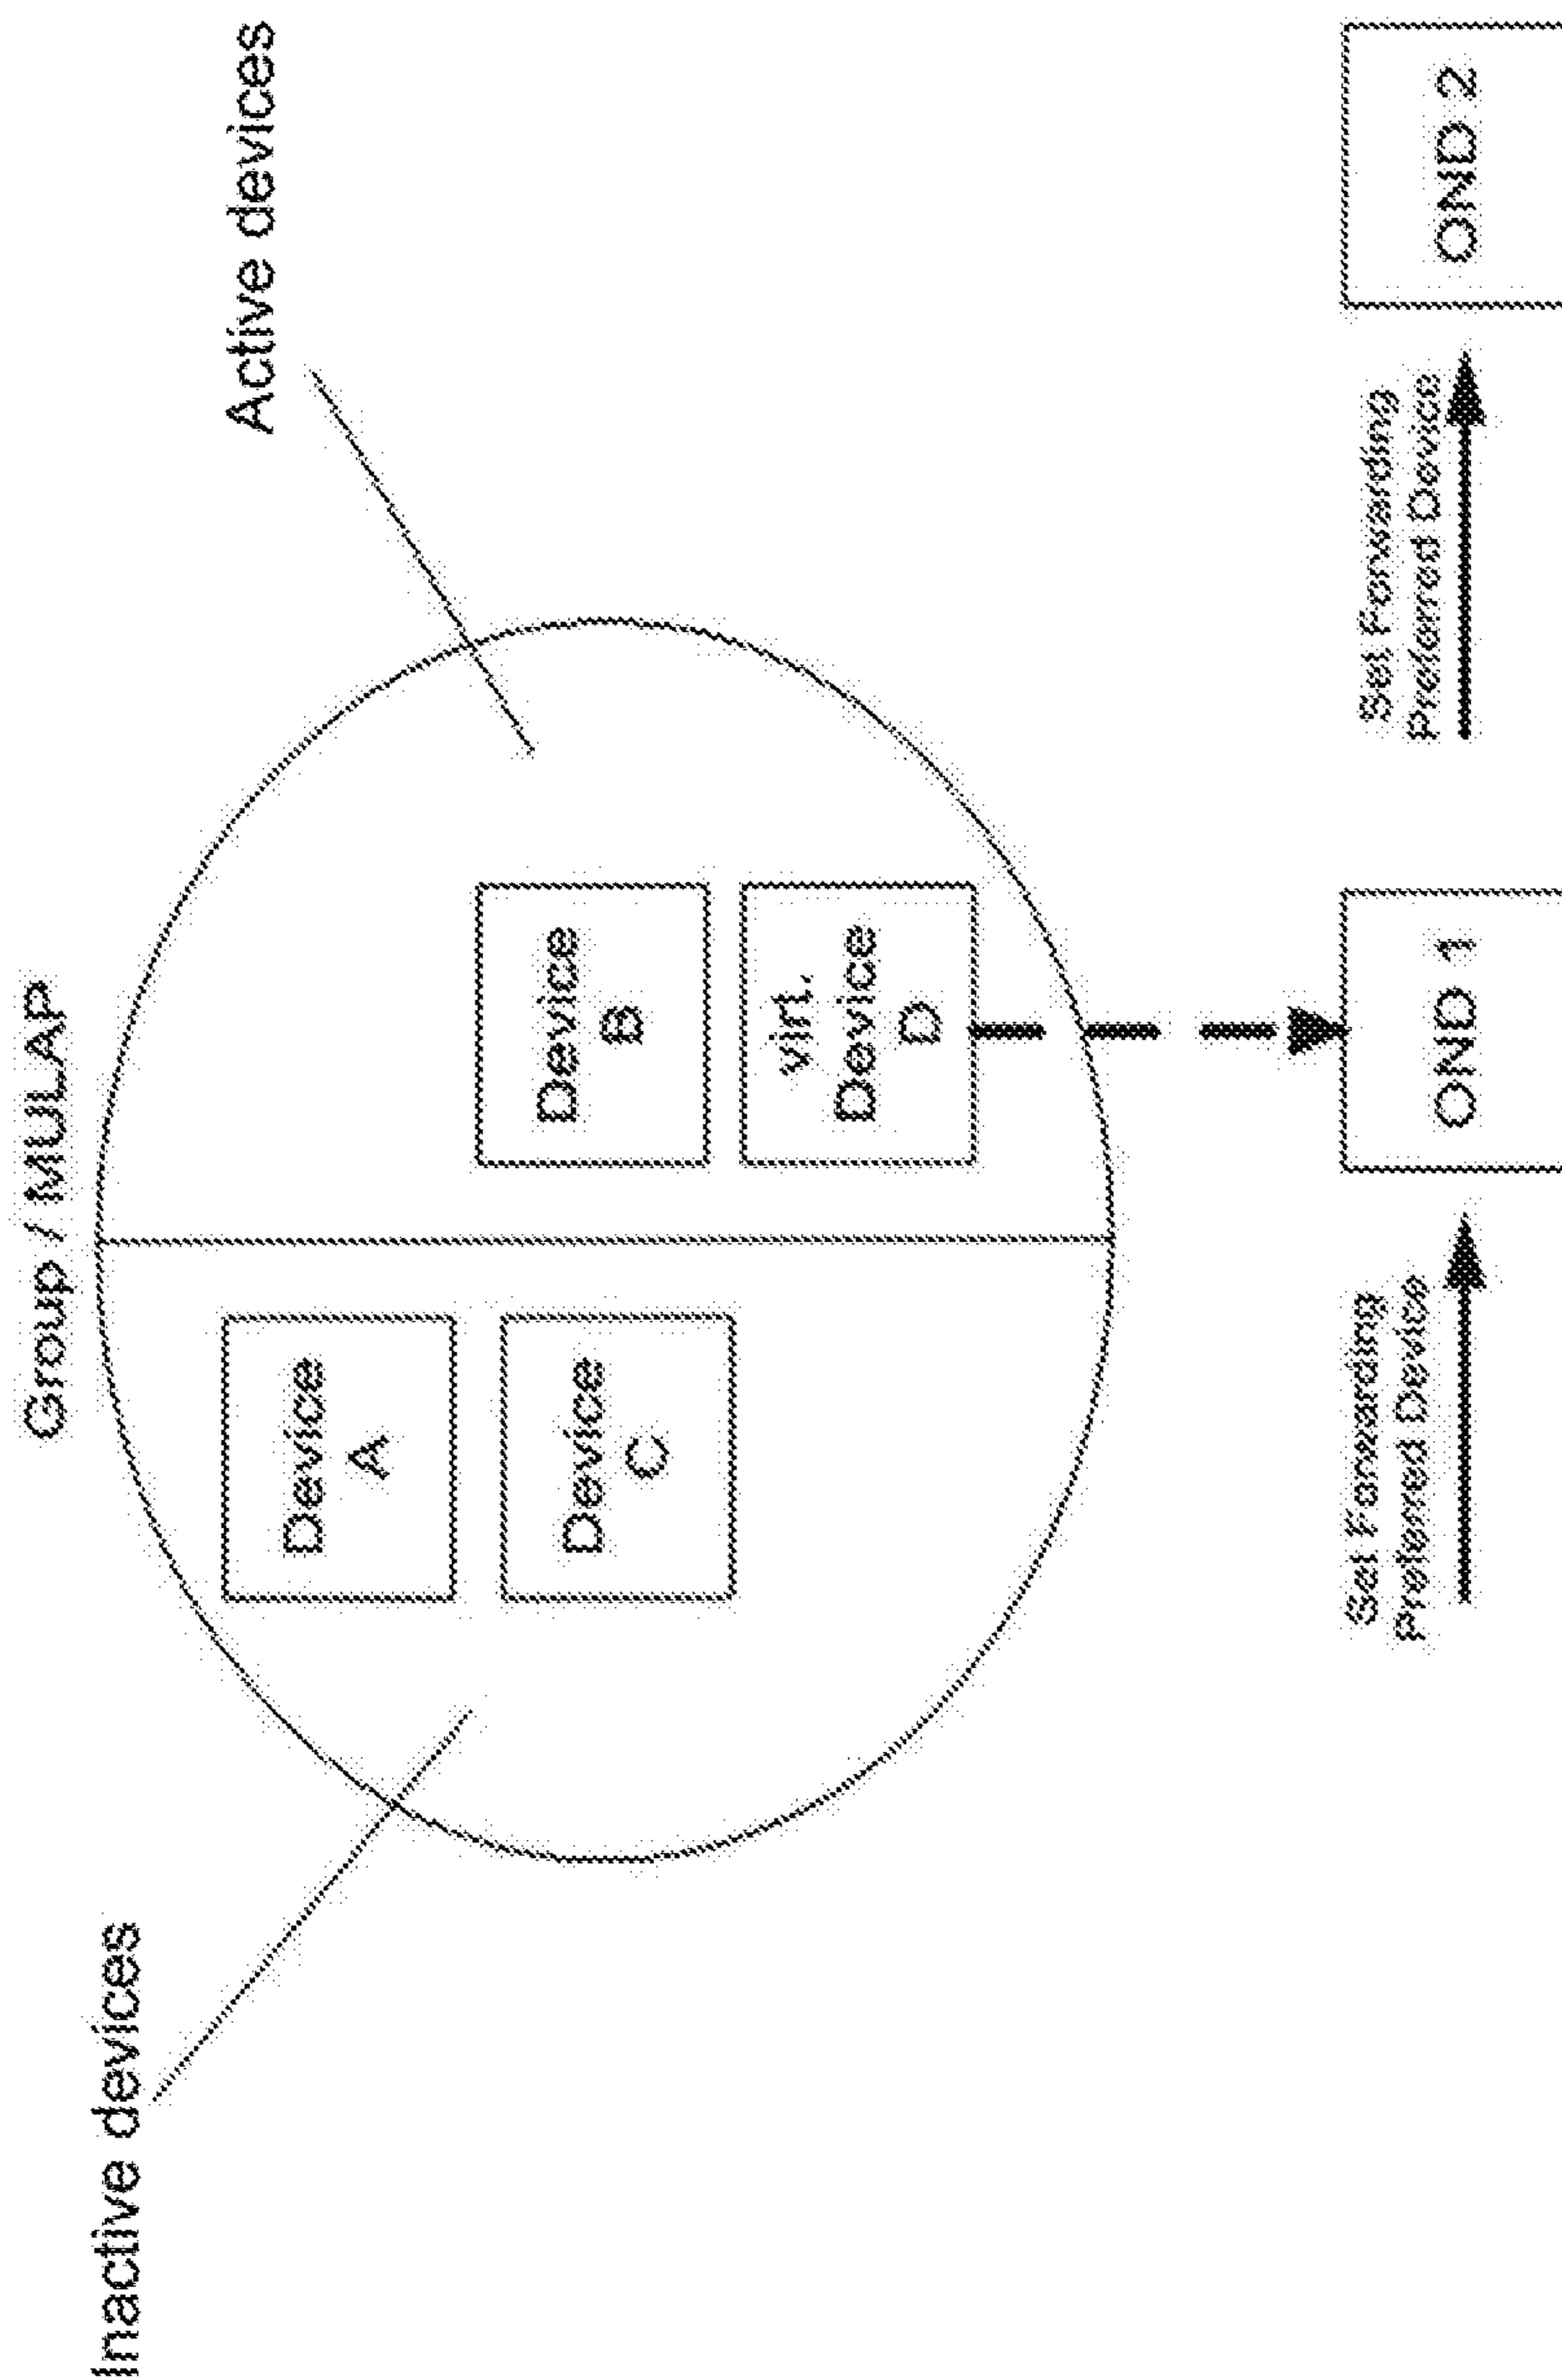 Group / MULAP
Inactive devices
Active devices
Device
A
Device
C
Device
B
virt.
Device
D
Set Forwarding
Preferred Device
OND 1
Set Forwarding
Preferred Device
OND 2